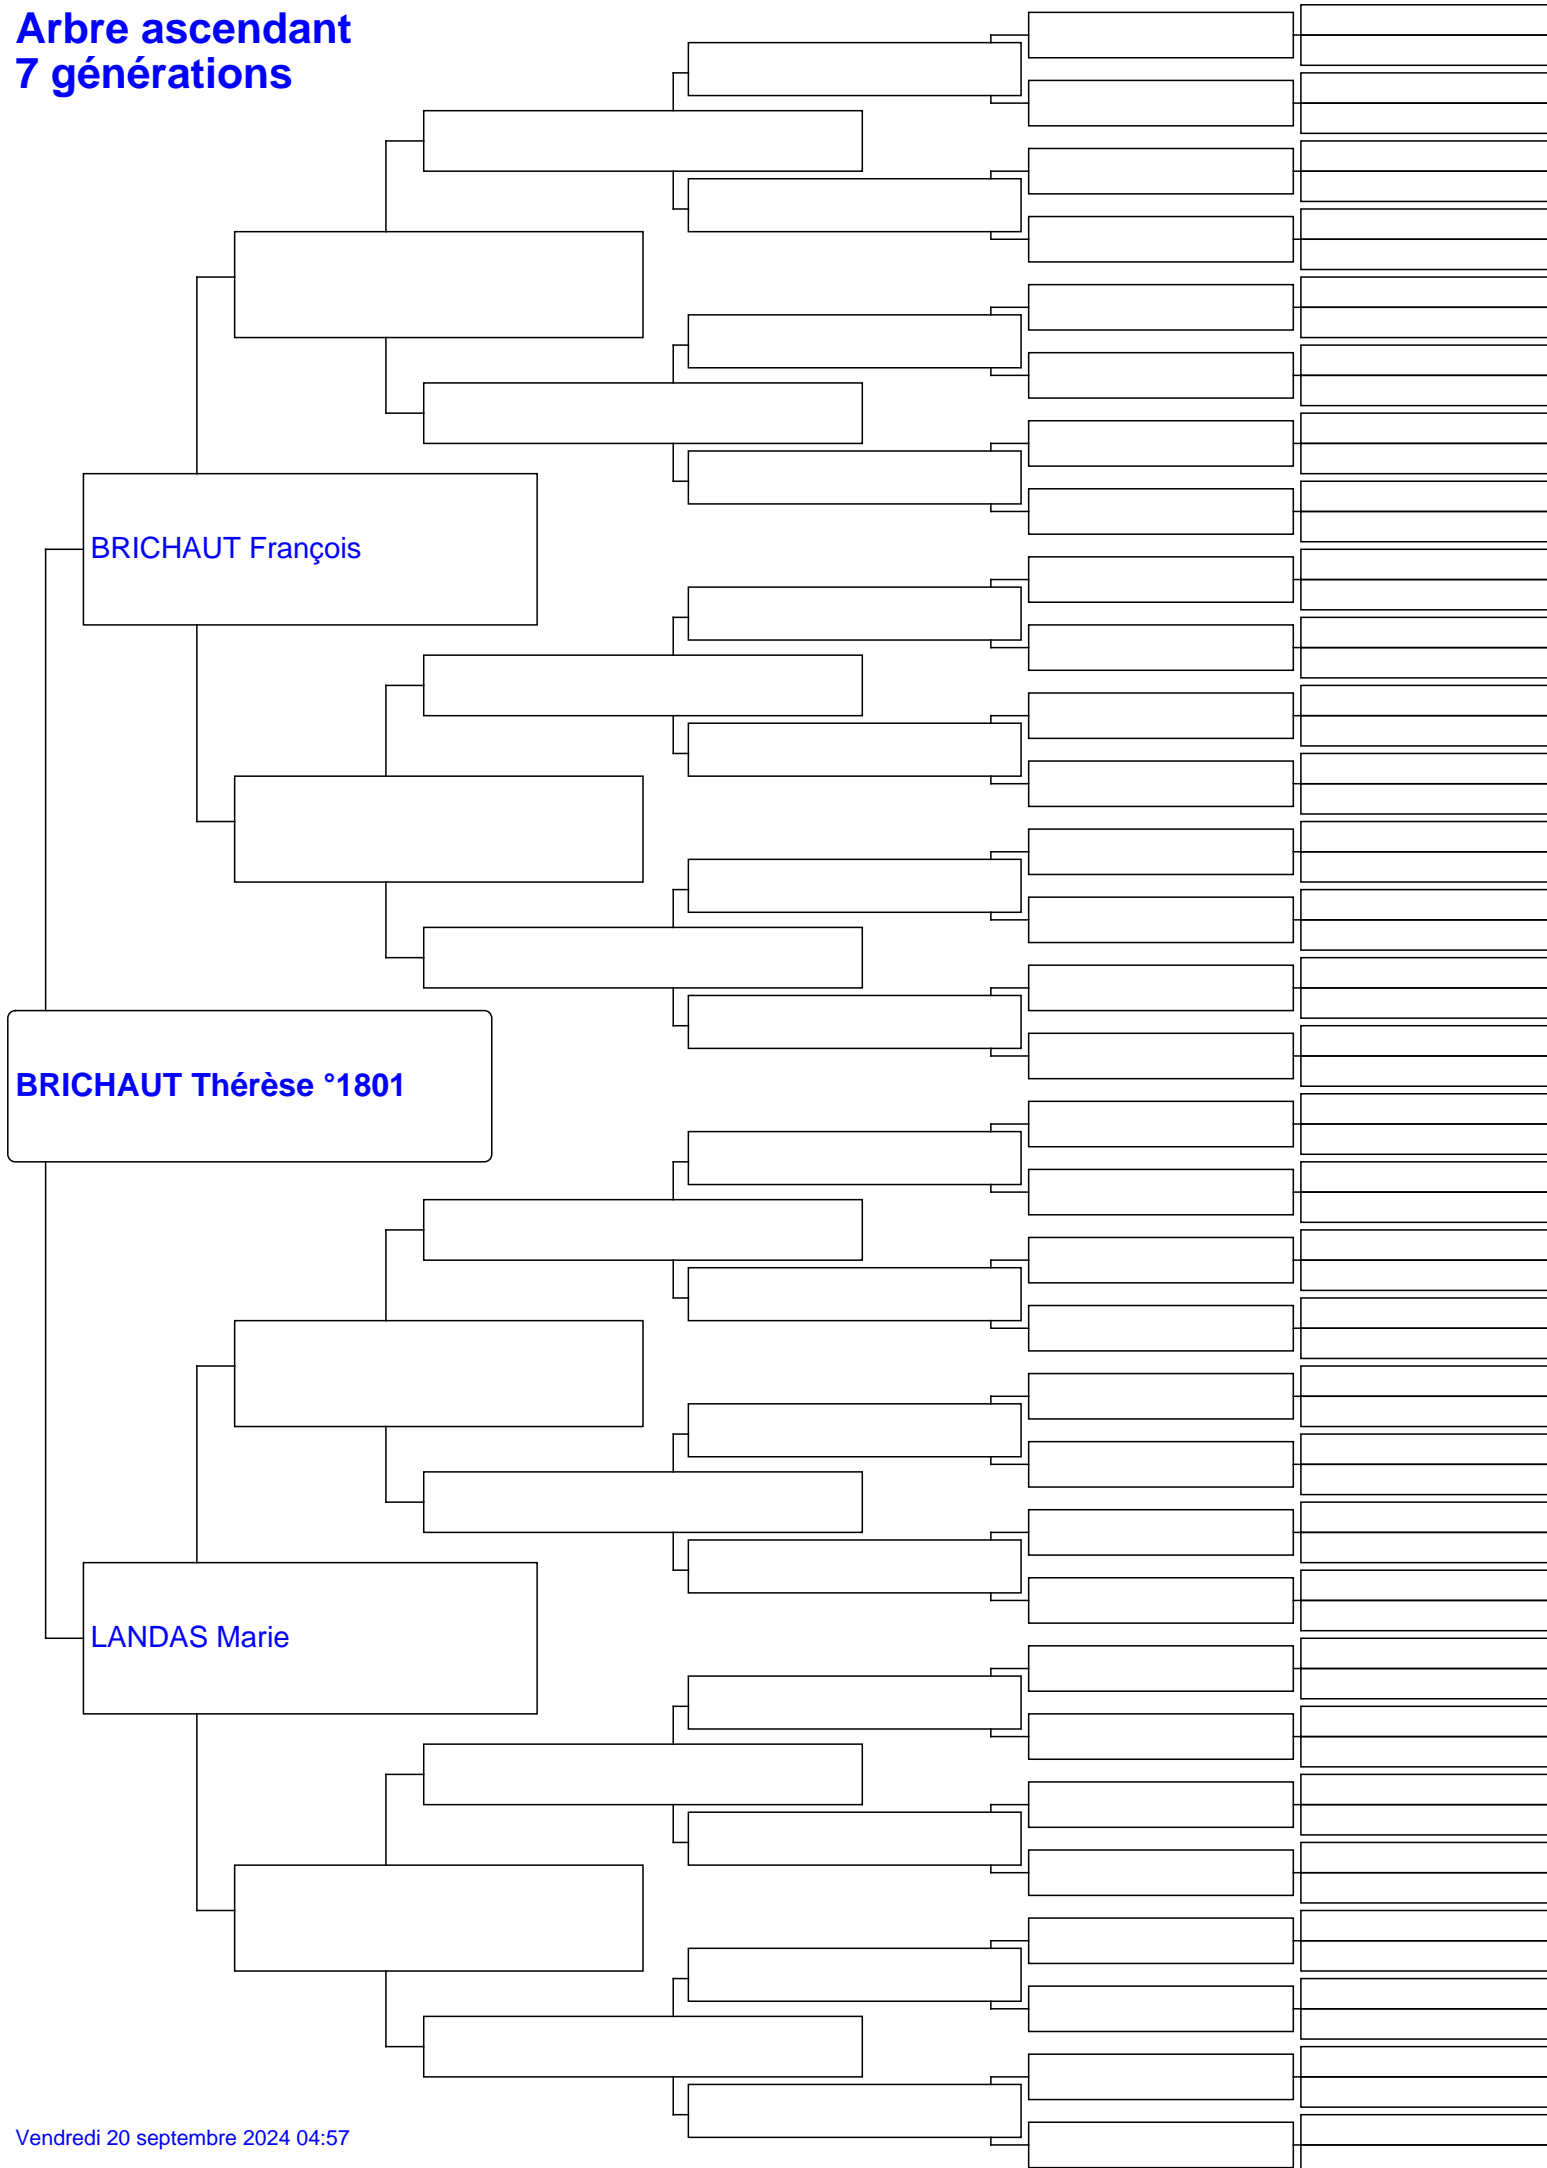 Arbre ascendant
7 générations
BRICHAUT François
BRICHAUT Thérèse °1801
LANDAS Marie
Vendredi 20 septembre 2024 04:57